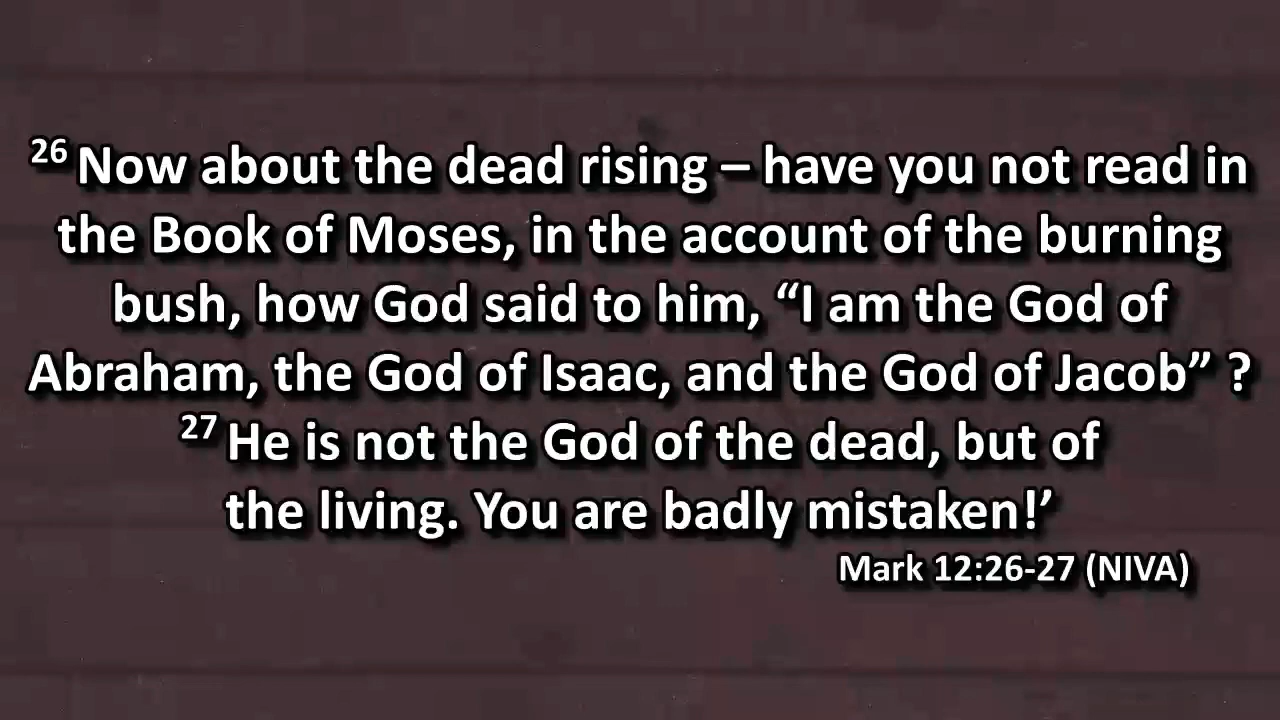 26 Now about the dead rising – have you not read in
the Book of Moses, in the account of the burning
bush, how God said to him, “I am the God of
Abraham, the God of Isaac, and the God of Jacob” ?
27 He is not the God of the dead, but of
the living. You are badly mistaken!’
Mark 12:26-27 (NIVA)